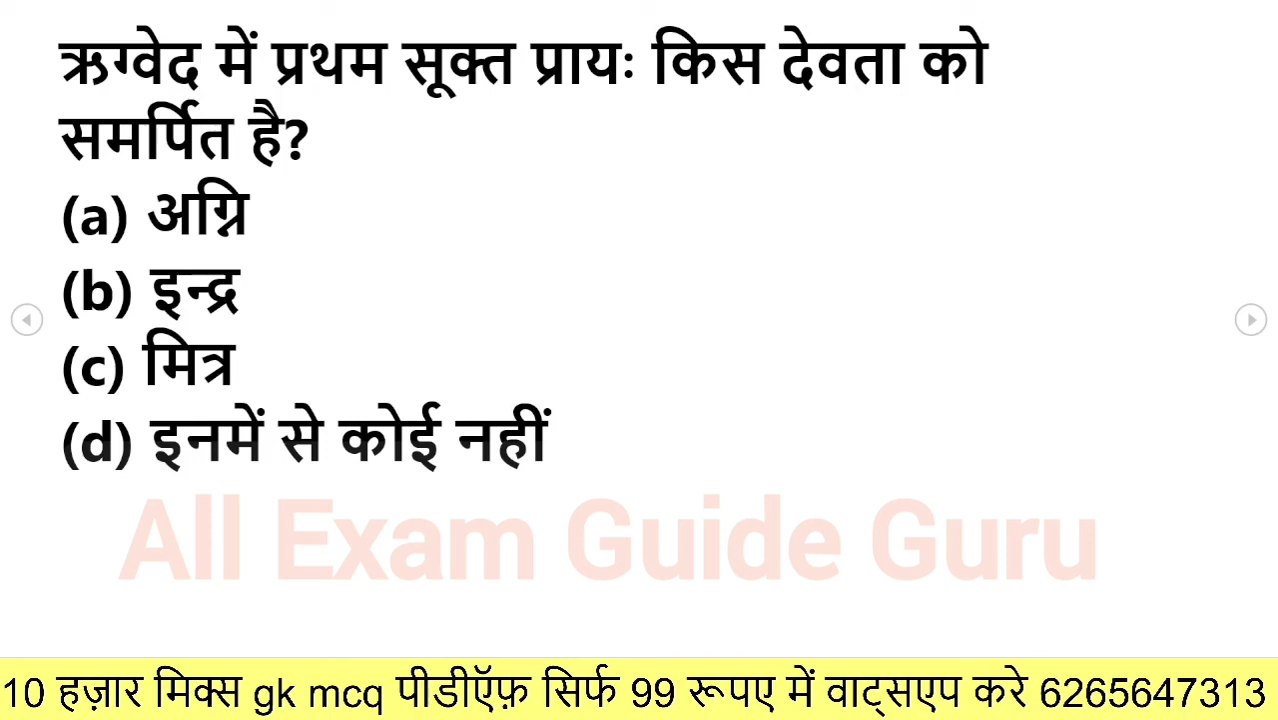 ऋग्वेद में प्रथम सूक्त प्रायः किस देवता को
समर्पित है?
(a) अग्नि
(b) इन्द्र
(c) मित्र
(d) इनमें से कोई नहीं
All Exam Guide Guru
10 हज़ार मिक्स gk mcq पीडीऍफ़ सिर्फ 99 रूपए में वाट्सएप करे 6265647313